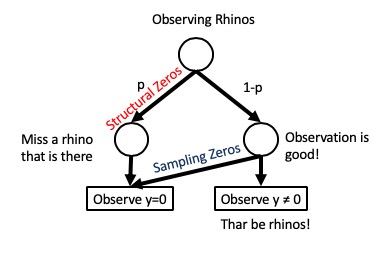 Observing Rhinos
p
Structural Zeros
1-p
Miss a rhino
that is there
Sampling Zeros
Observation is
good!
Observe y=0
Observe y ≠ 0
Thar be rhinos!